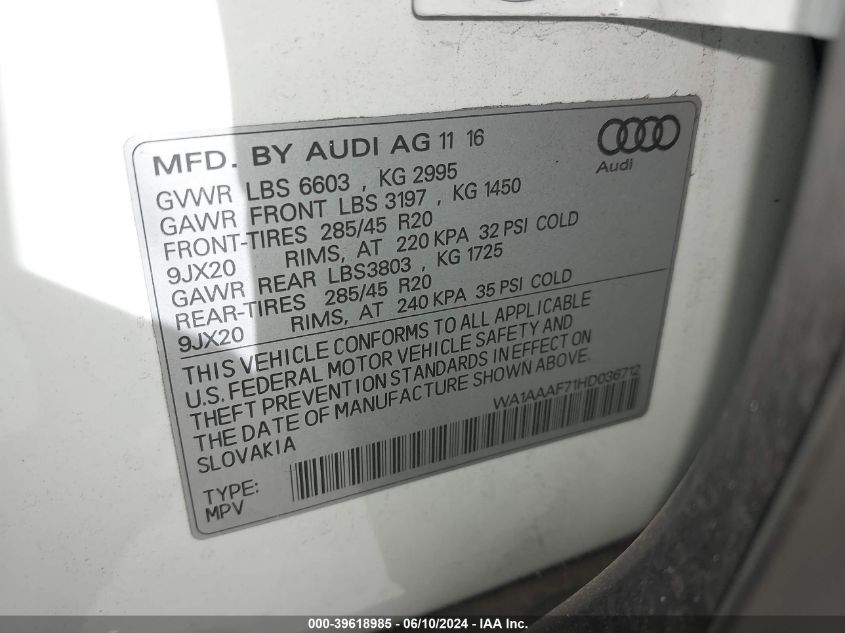 MFD. BY AUDI AG 11 16
Audi
GVWR LBS 6603 , KG 2995
GAWR FRONT LBS 3197 , KG 1450
FRONT-TIRES 285/45 R20
9JX20 RIMS, AT 220 KPA 32 PSI COLD
GAWR REAR LBS3803 , KG 1725
REAR-TIRES 285/45 R20
9JX20 RIMS, AT 240 KPA 35 PSI COLD
THIS VEHICLE CONFORMS TO ALL APPLICABLE
U.S. FEDERAL MOTOR VEHICLE SAFETY AND
THEFT PREVENTION STANDARDS IN EFFECT ON
THE DATE OF MANUFACTURE SHOWN ABOVE.
SLOVAKIA
WA1AAAF71HD036712
TYPE:
MPV
000-39618985 - 06/10/2024 - IAA Inc.